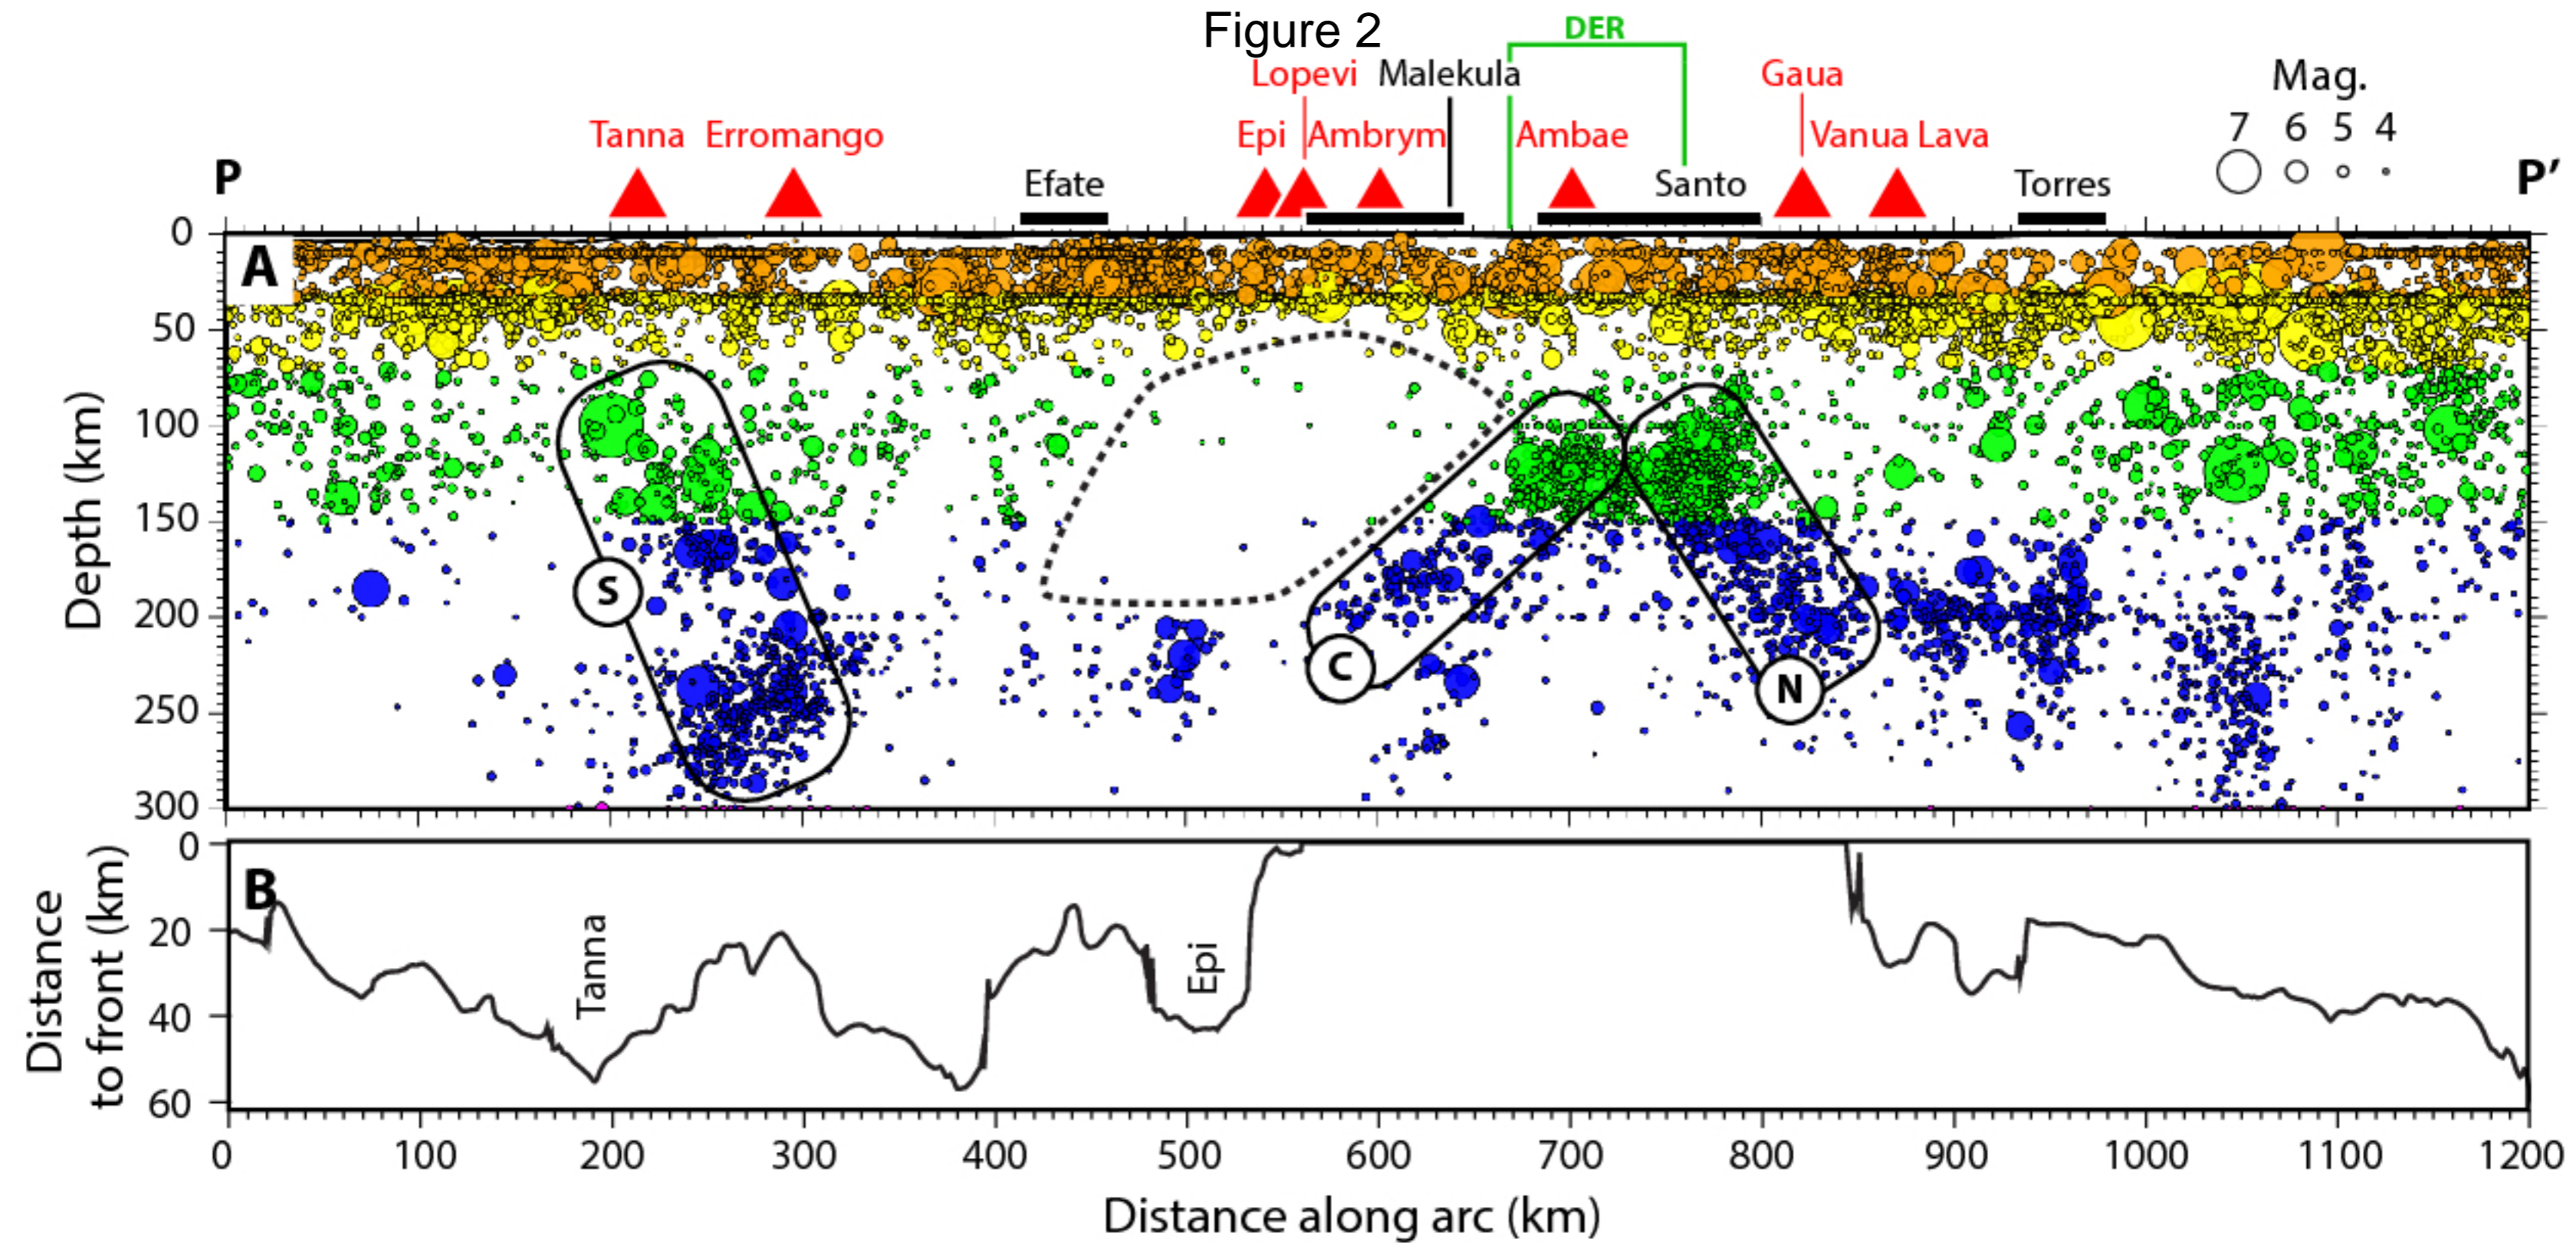 Figure 2
DER
Lopevi Malekula Gaua Mag.
7 6 5 4
Tanna Erromango Epi Ambrym Ambae Vanua Lava
P Efate Santo Torres P′
0
A
50
100
150
200
250
300
Depth (km)
S
C
N
0
B
20
40
60
Distance
to front (km)
Tanna
Epi
0 100 200 300 400 500 600 700 800 900 1000 1100 1200
Distance along arc (km)